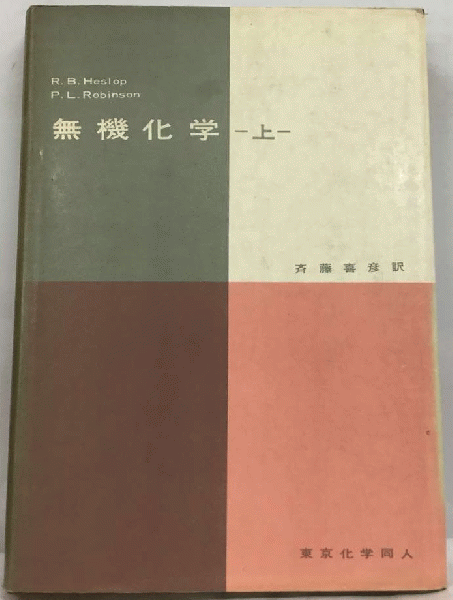 R. B. Heslop
P. L. Robinson
無機化学 —上—
斉藤喜彦訳
東京化学同人